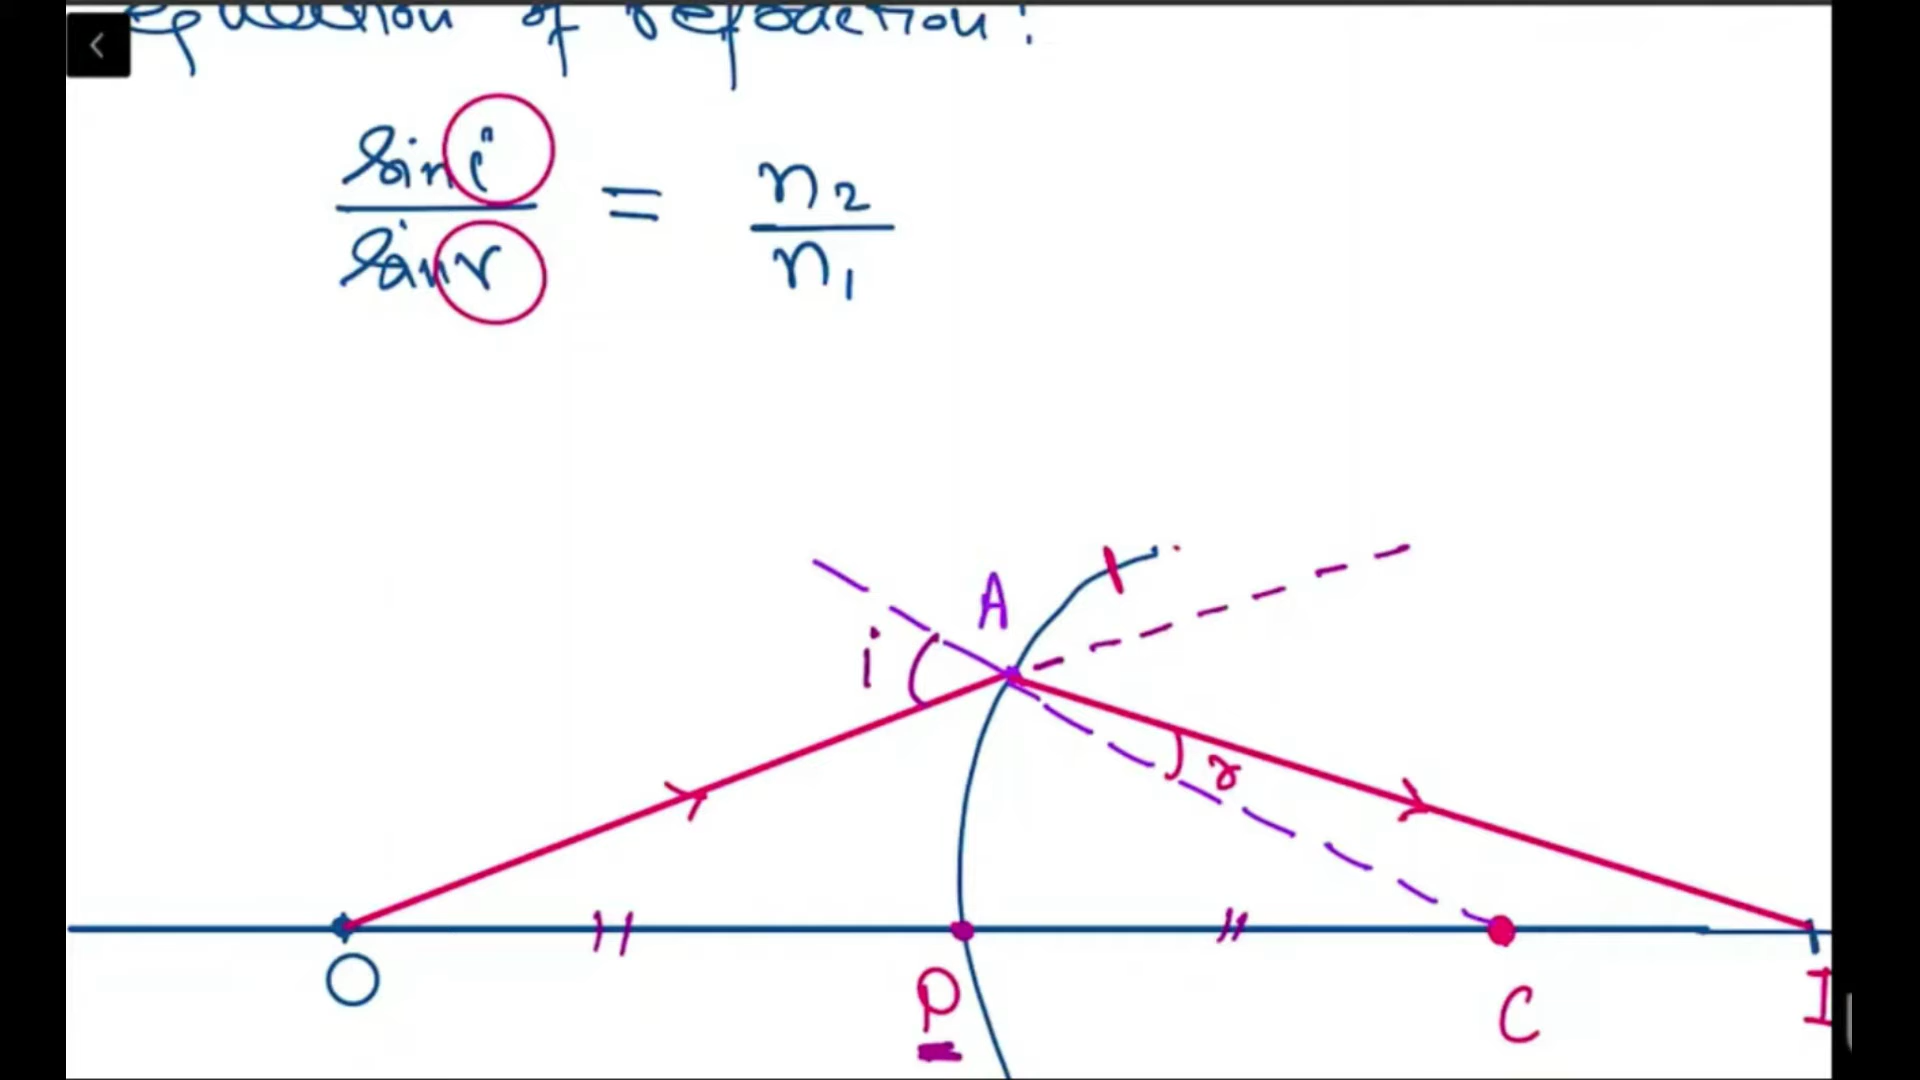 equation of refraction:
sin i / sin r = n₂ / n₁
A
i
r
O
P
C
I